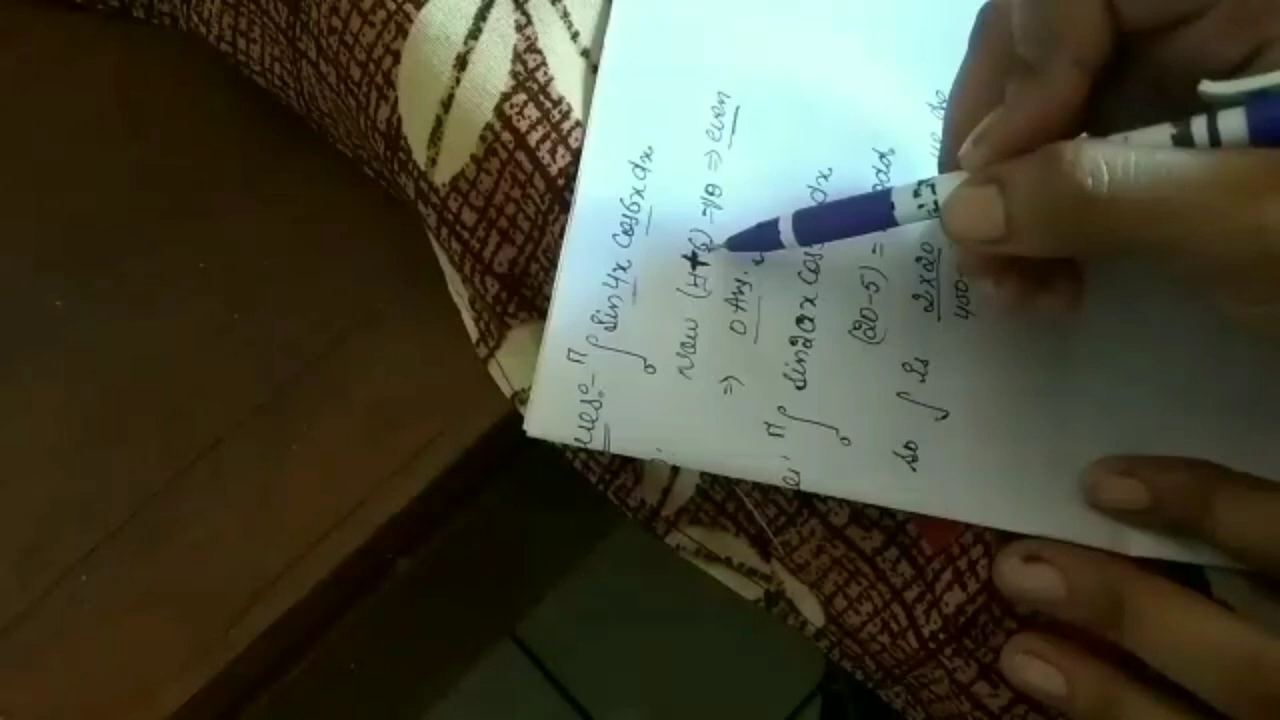 Ques:- ∫₀^π sin4x cos6x dx
Now (4+6) = 10 ⇒ even
⇒ 0 Ans.
∫₀^π sin20x cos dx
(20-5) = odd
so ∫ Is 2×20
400-